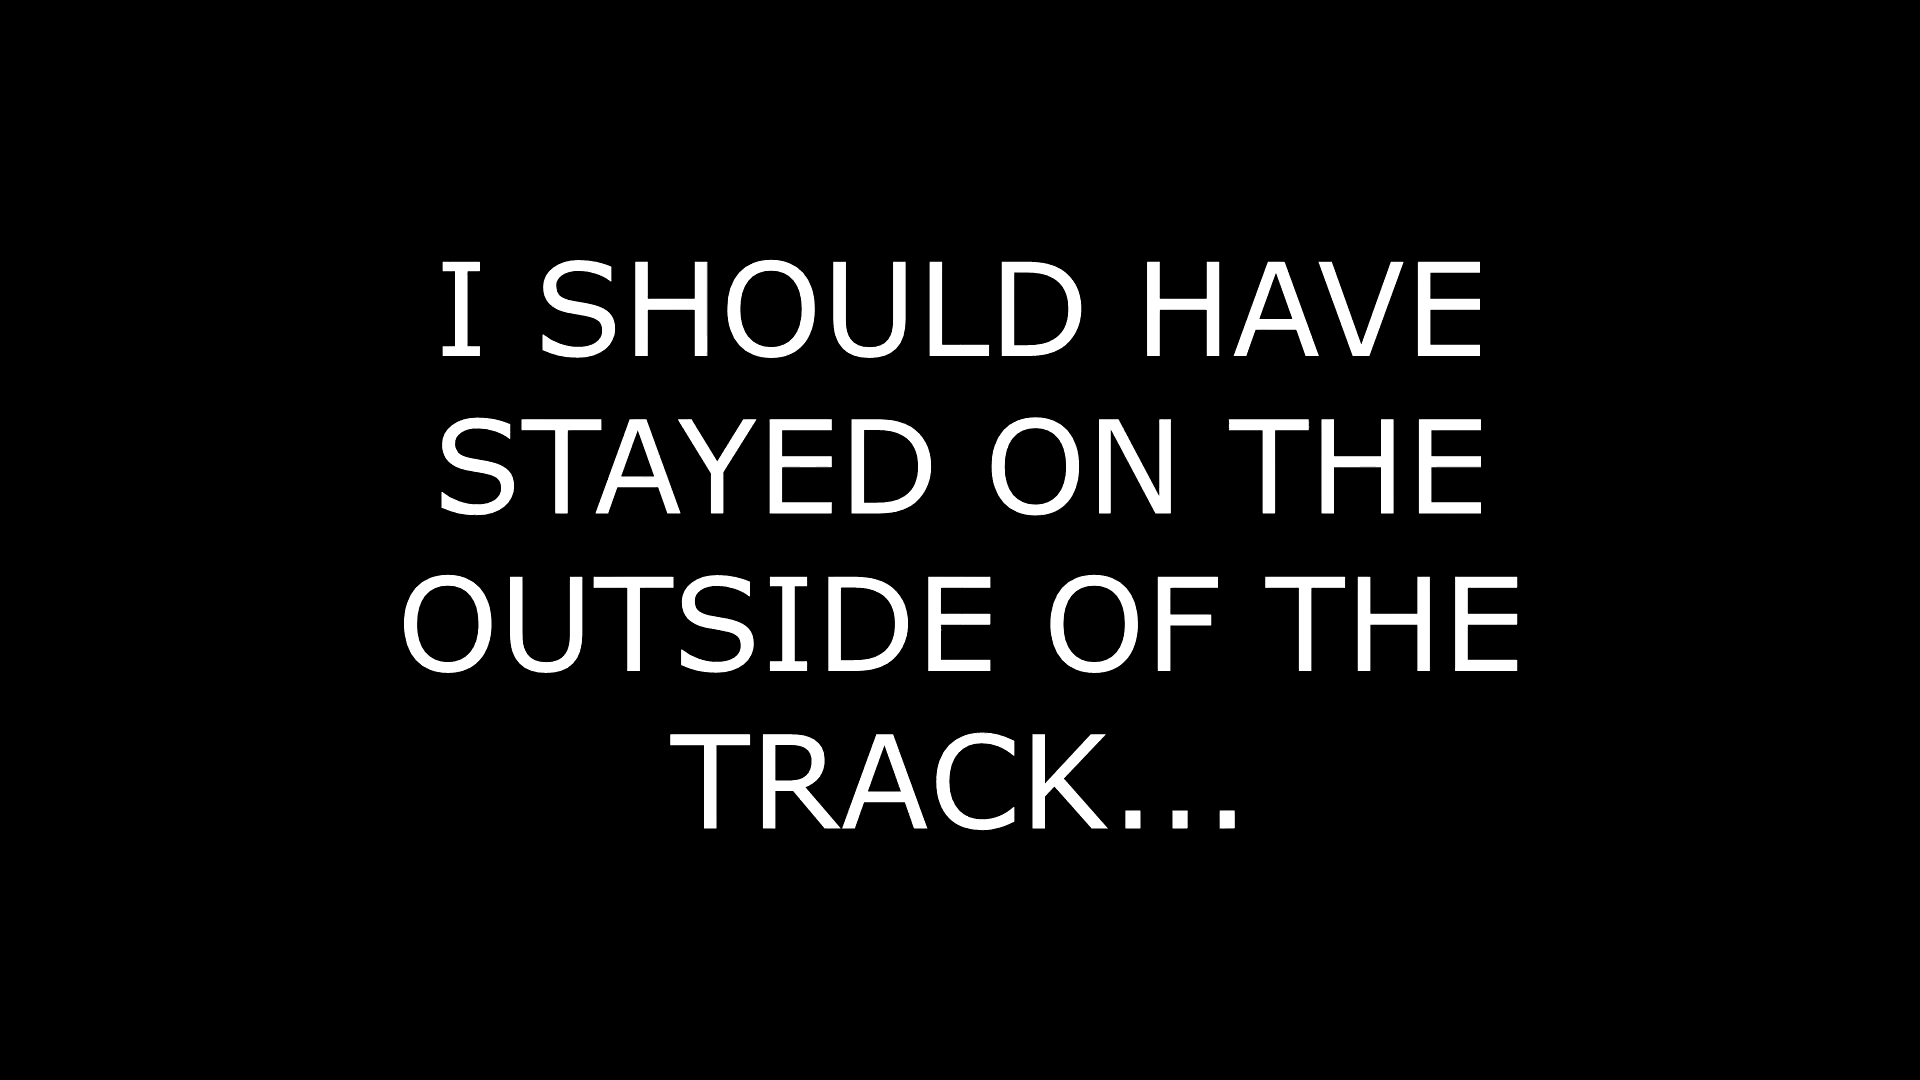 I SHOULD HAVE
STAYED ON THE
OUTSIDE OF THE
TRACK...